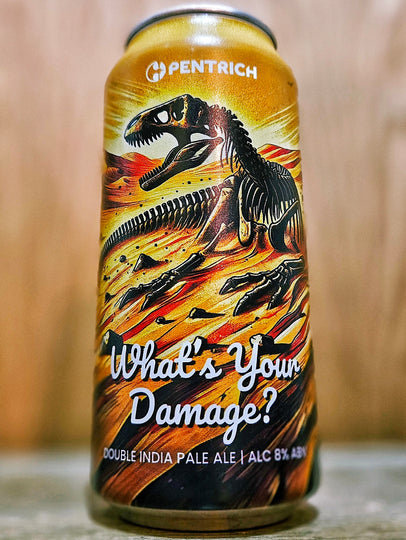 PENTRICH
What's Your
Damage?
DOUBLE INDIA PALE ALE | ALC 8% ABV